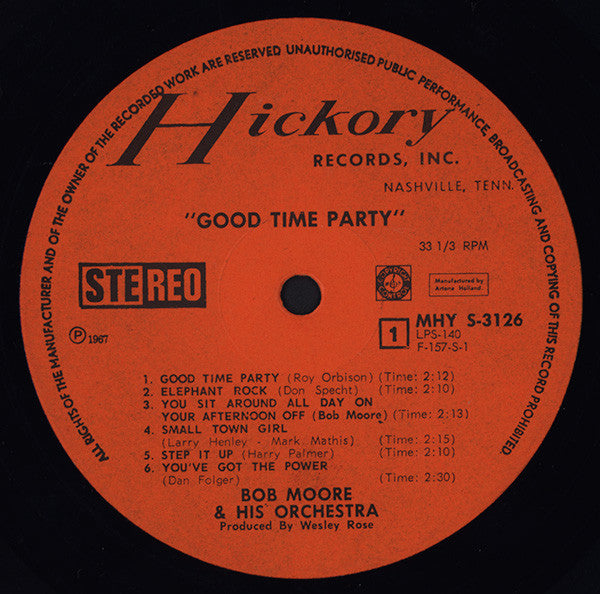 ALL RIGHTS OF THE MANUFACTURER AND OF THE OWNER OF THE RECORDED WORK ARE RESERVED UNAUTHORISED PUBLIC PERFORMANCE, BROADCASTING AND COPYING OF THIS RECORD PROHIBITED.
Hickory
RECORDS, INC.
NASHVILLE, TENN.
"GOOD TIME PARTY"
33 1/3 RPM
STEREO
Manufactured by
Artone Holland
1
MHY S-3126
LPS-140
F-157-S-1
Ⓟ 1967
1. GOOD TIME PARTY (Roy Orbison) (Time: 2:12)
2. ELEPHANT ROCK (Don Specht) (Time: 2:10)
3. YOU SIT AROUND ALL DAY ON
YOUR AFTERNOON OFF (Bob Moore) (Time: 2:13)
4. SMALL TOWN GIRL
(Larry Henley - Mark Mathis) (Time: 2:15)
5. STEP IT UP (Harry Palmer) (Time: 2:10)
6. YOU'VE GOT THE POWER
(Dan Folger) (Time: 2:30)
BOB MOORE
& HIS ORCHESTRA
Produced By Wesley Rose